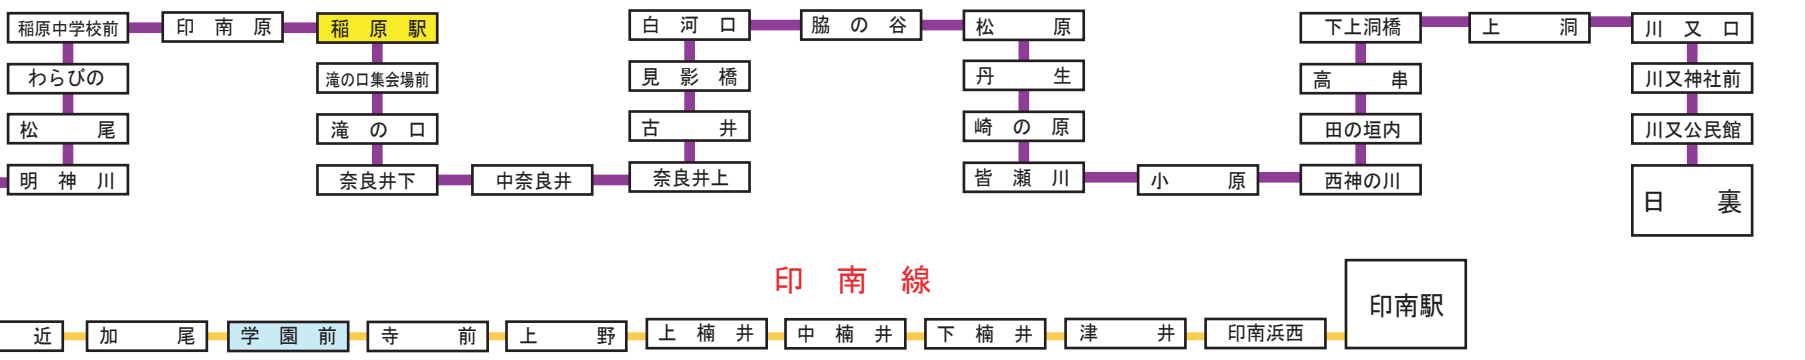 稲原中学校前
印南原
稲原駅
白河口
脇の谷
松原
下上洞橋
上洞
川又口
わらびの
滝の口集会場前
見影橋
丹生
高串
川又神社前
松尾
滝の口
古井
崎の原
田の垣内
川又公民館
明神川
奈良井下
中奈良井
奈良井上
皆瀬川
小原
西神の川
日裏
印南線
近
加尾
学園前
寺前
上野
上楠井
中楠井
下楠井
津井
印南浜西
印南駅